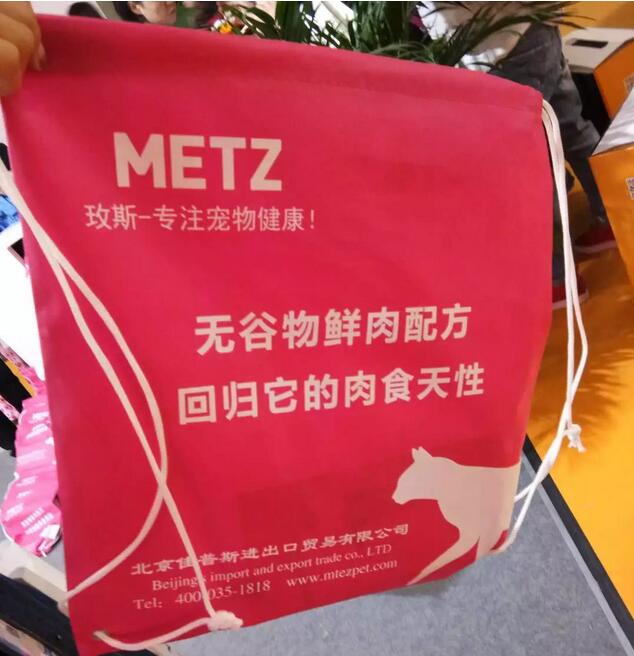 METZ
玫斯-专注宠物健康！
无谷物鲜肉配方
回归它的肉食天性
北京佳普斯进出口贸易有限公司
import and export trade co., LTD
Tel: 400-035-1818 www.mtezpet.com